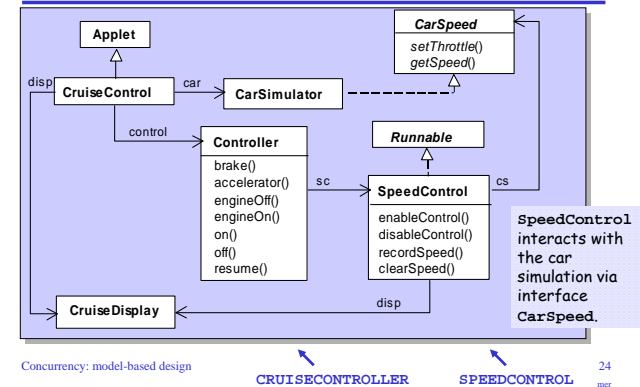 Applet
CarSpeed
setThrottle()
getSpeed()
disp
CruiseControl
car
CarSimulator
control
Controller
brake()
accelerator()
engineOff()
engineOn()
on()
off()
resume()
sc
Runnable
SpeedControl
enableControl()
disableControl()
recordSpeed()
clearSpeed()
cs
SpeedControl
interacts with
the car
simulation via
interface
CarSpeed.
CruiseDisplay
disp
Concurrency: model-based design
CRUISECONTROLLER
SPEEDCONTROL
24
mer